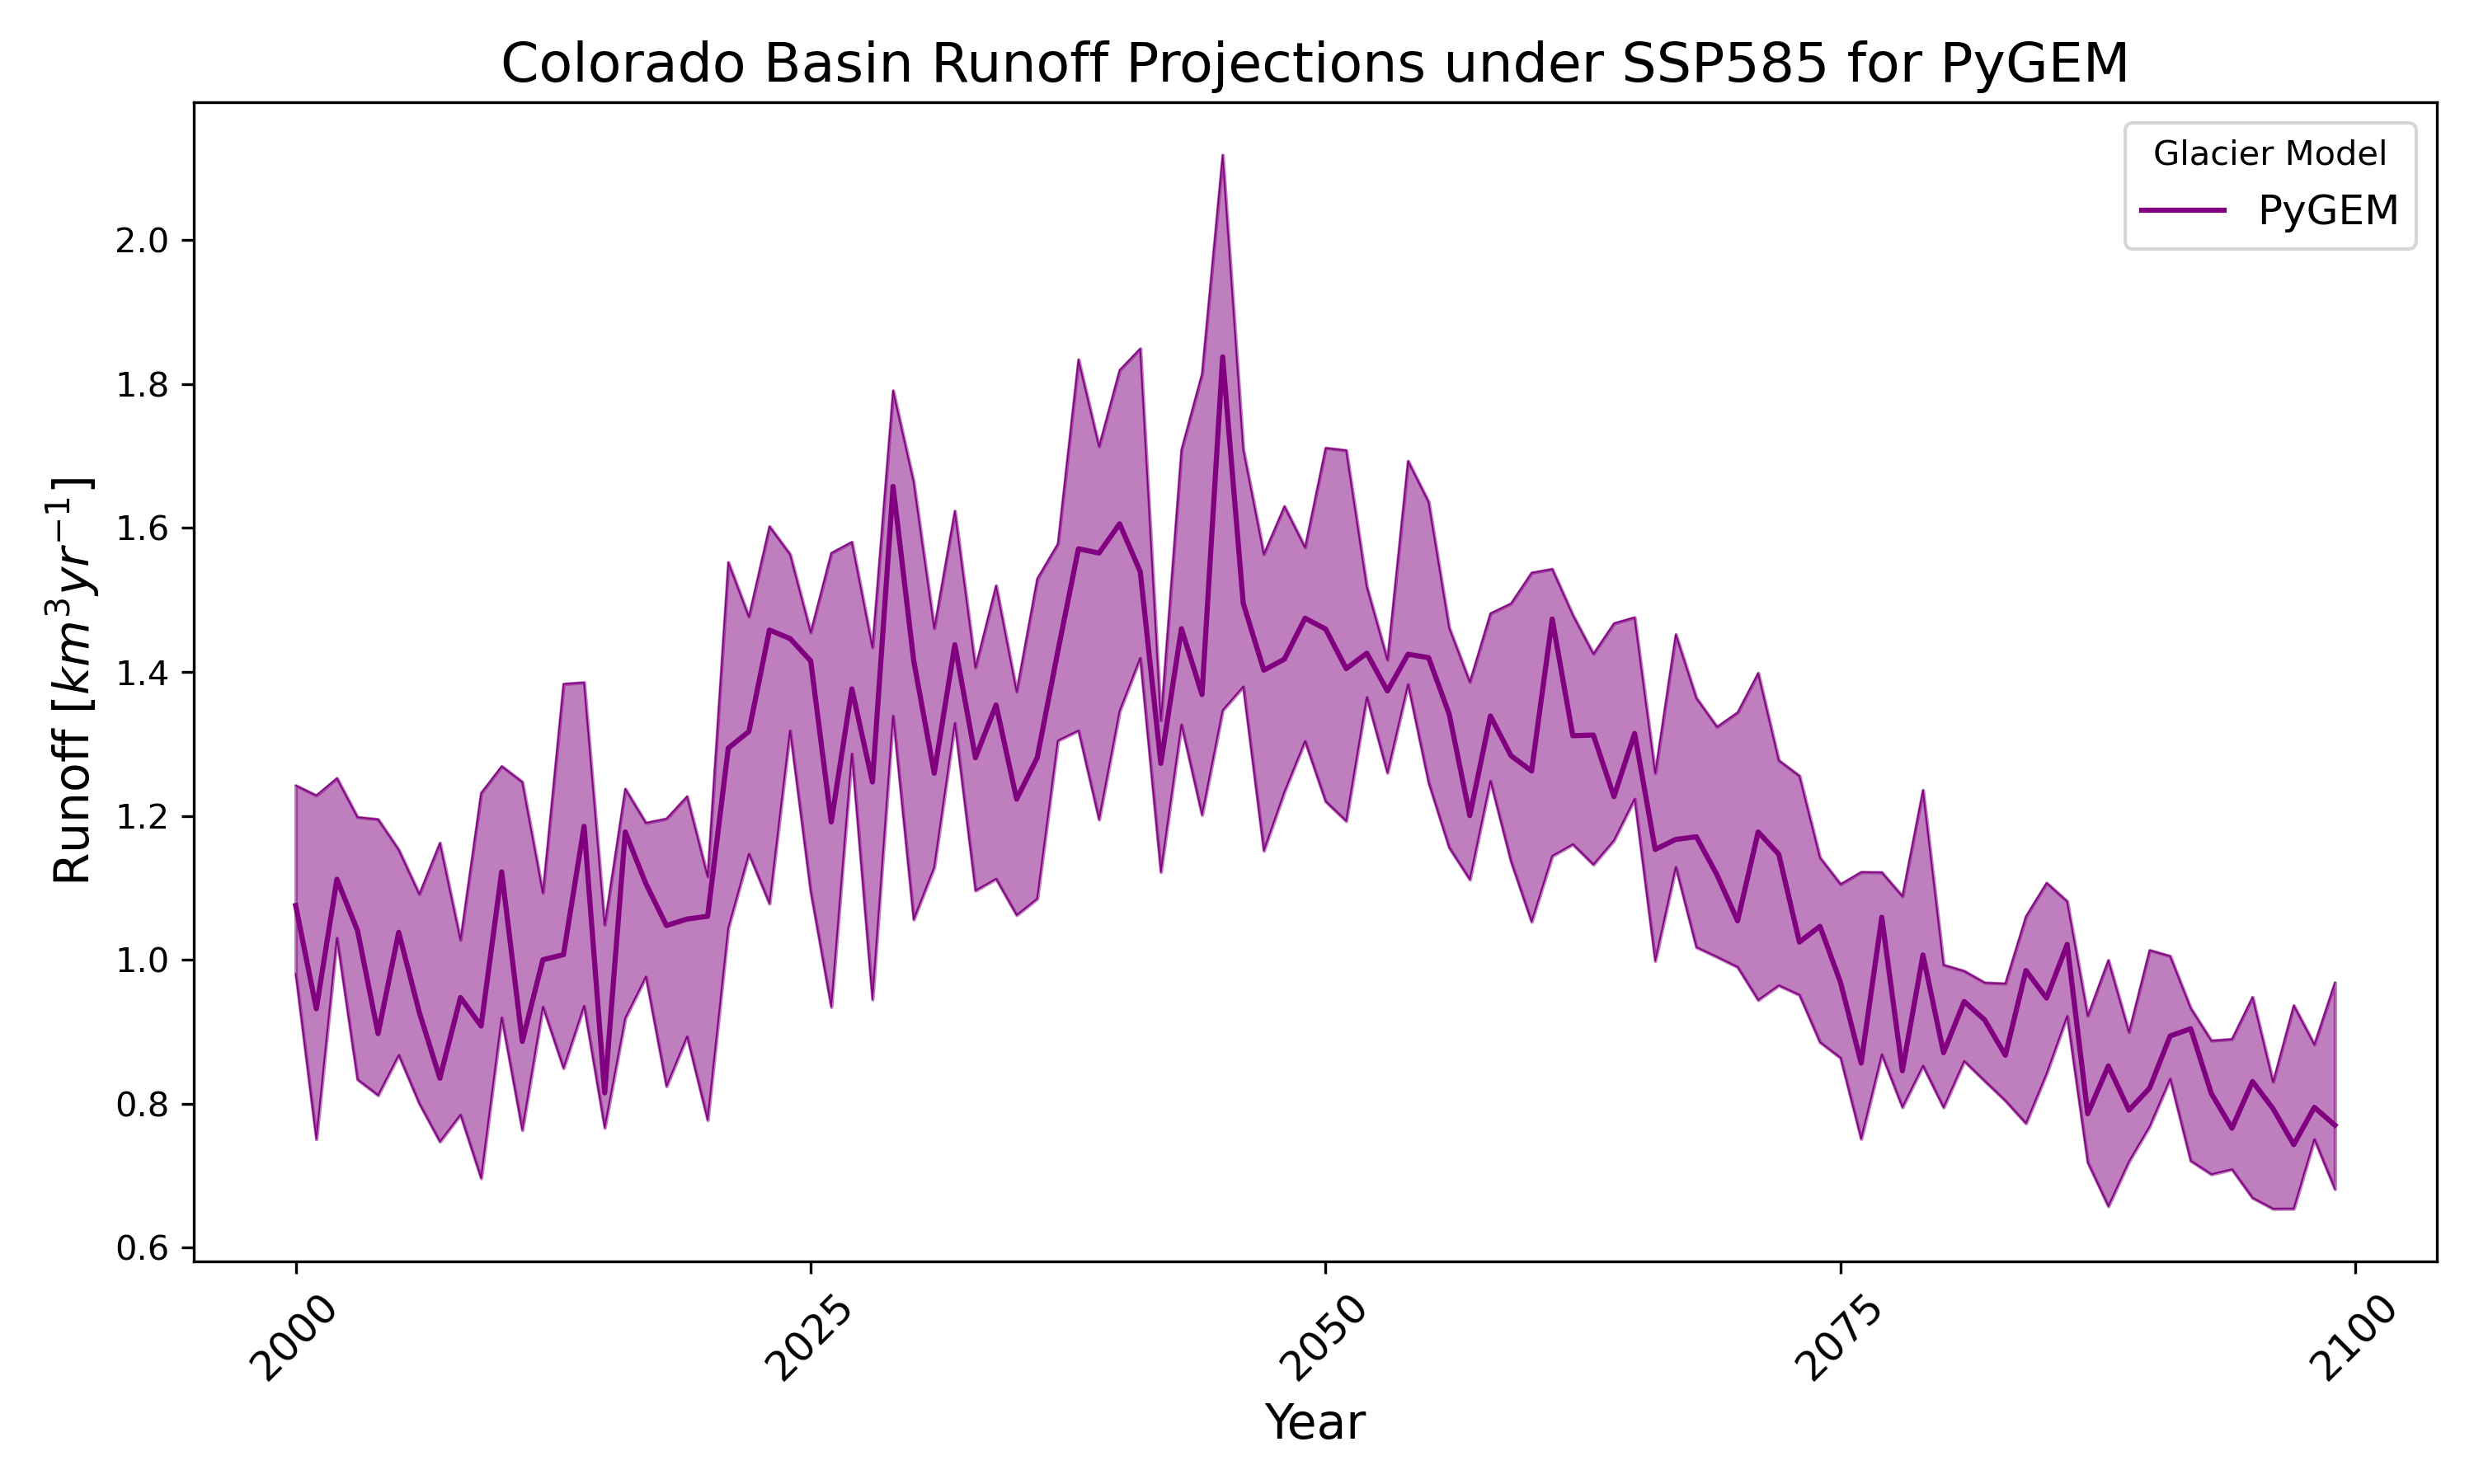 Colorado Basin Runoff Projections under SSP585 for PyGEM
Glacier Model
PyGEM
Runoff [km³yr⁻¹]
2.0
1.8
1.6
1.4
1.2
1.0
0.8
0.6
2000
2025
2050
2075
2100
Year